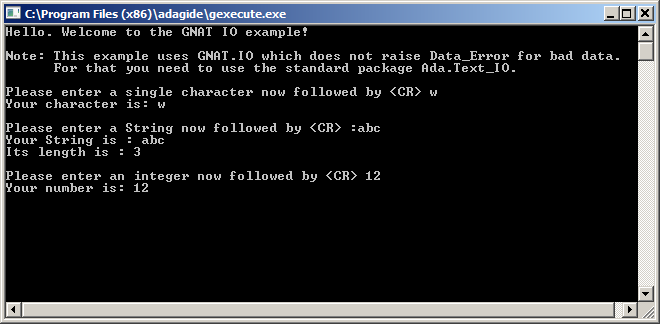 C:\Program Files (x86)\adagide\gexecute.exe
Hello. Welcome to the GNAT IO example!
Note: This example uses GNAT.IO which does not raise Data_Error for bad data.
For that you need to use the standard package Ada.Text_IO.
Please enter a single character now followed by <CR> w
Your character is: w
Please enter a String now followed by <CR> :abc
Your String is : abc
Its length is : 3
Please enter an integer now followed by <CR> 12
Your number is: 12